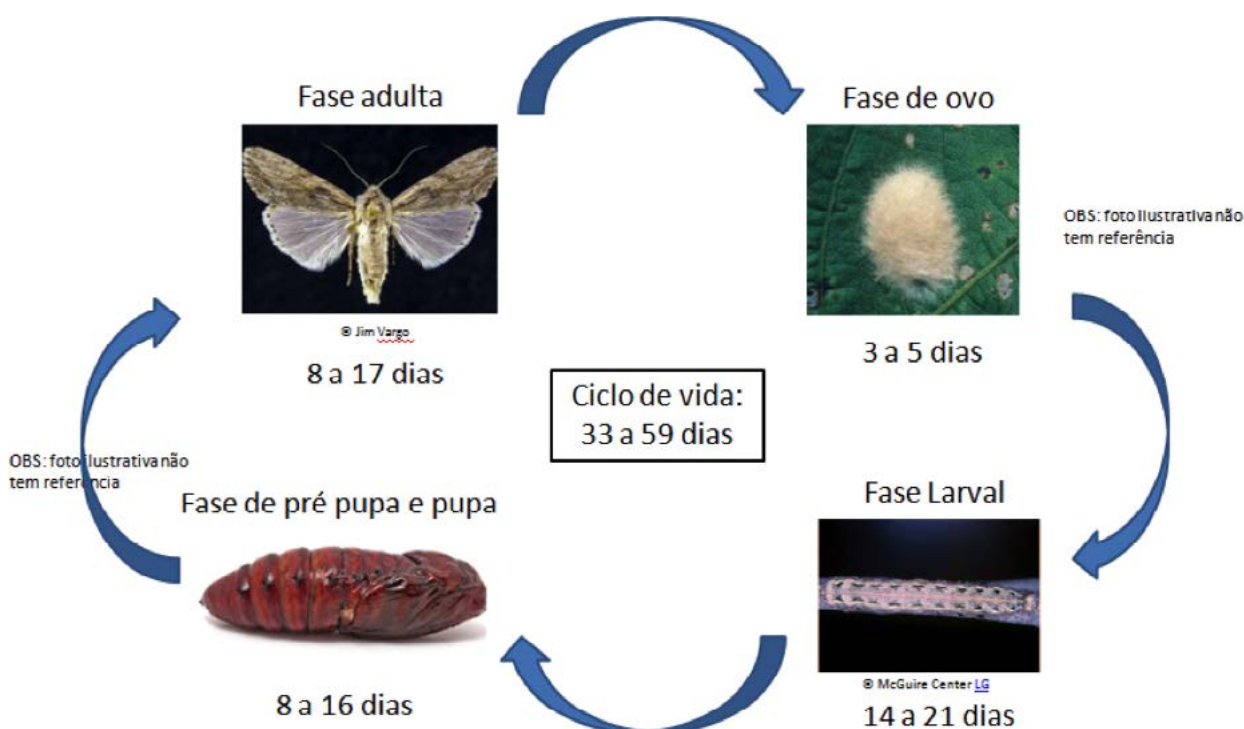 Fase adulta
© Jim Vargo
8 a 17 dias
Fase de ovo
OBS: foto ilustrativa não
tem referência
3 a 5 dias
Ciclo de vida:
33 a 59 dias
Fase Larval
© McGuire Center LG
14 a 21 dias
Fase de pré pupa e pupa
8 a 16 dias
OBS: foto ilustrativa não
tem referência